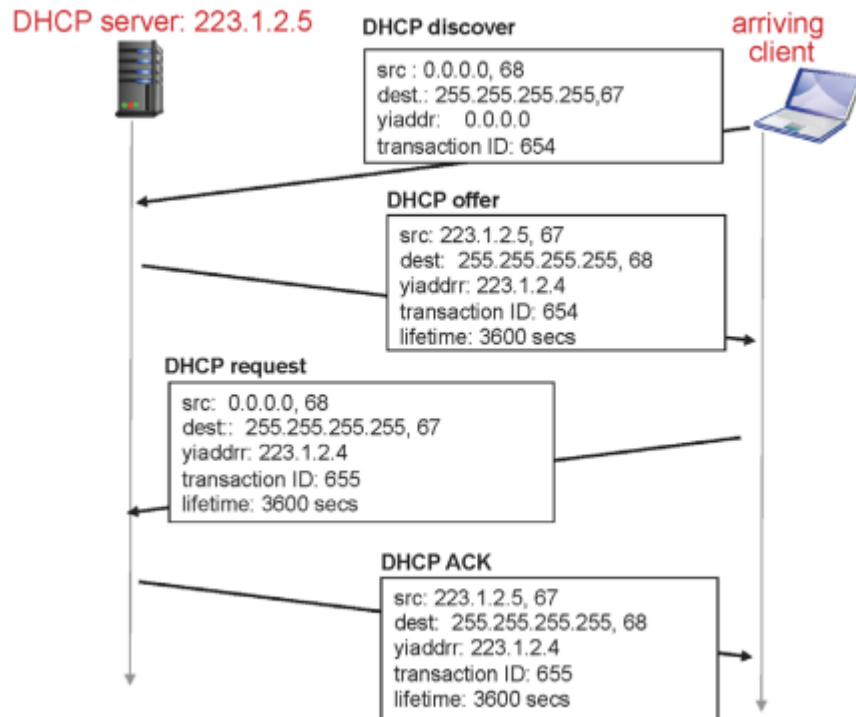 DHCP server: 223.1.2.5
arriving
client
DHCP discover
src : 0.0.0.0, 68
dest.: 255.255.255.255,67
yiaddr: 0.0.0.0
transaction ID: 654
DHCP offer
src: 223.1.2.5, 67
dest: 255.255.255.255, 68
yiaddrr: 223.1.2.4
transaction ID: 654
lifetime: 3600 secs
DHCP request
src: 0.0.0.0, 68
dest:: 255.255.255.255, 67
yiaddrr: 223.1.2.4
transaction ID: 655
lifetime: 3600 secs
DHCP ACK
src: 223.1.2.5, 67
dest: 255.255.255.255, 68
yiaddrr: 223.1.2.4
transaction ID: 655
lifetime: 3600 secs